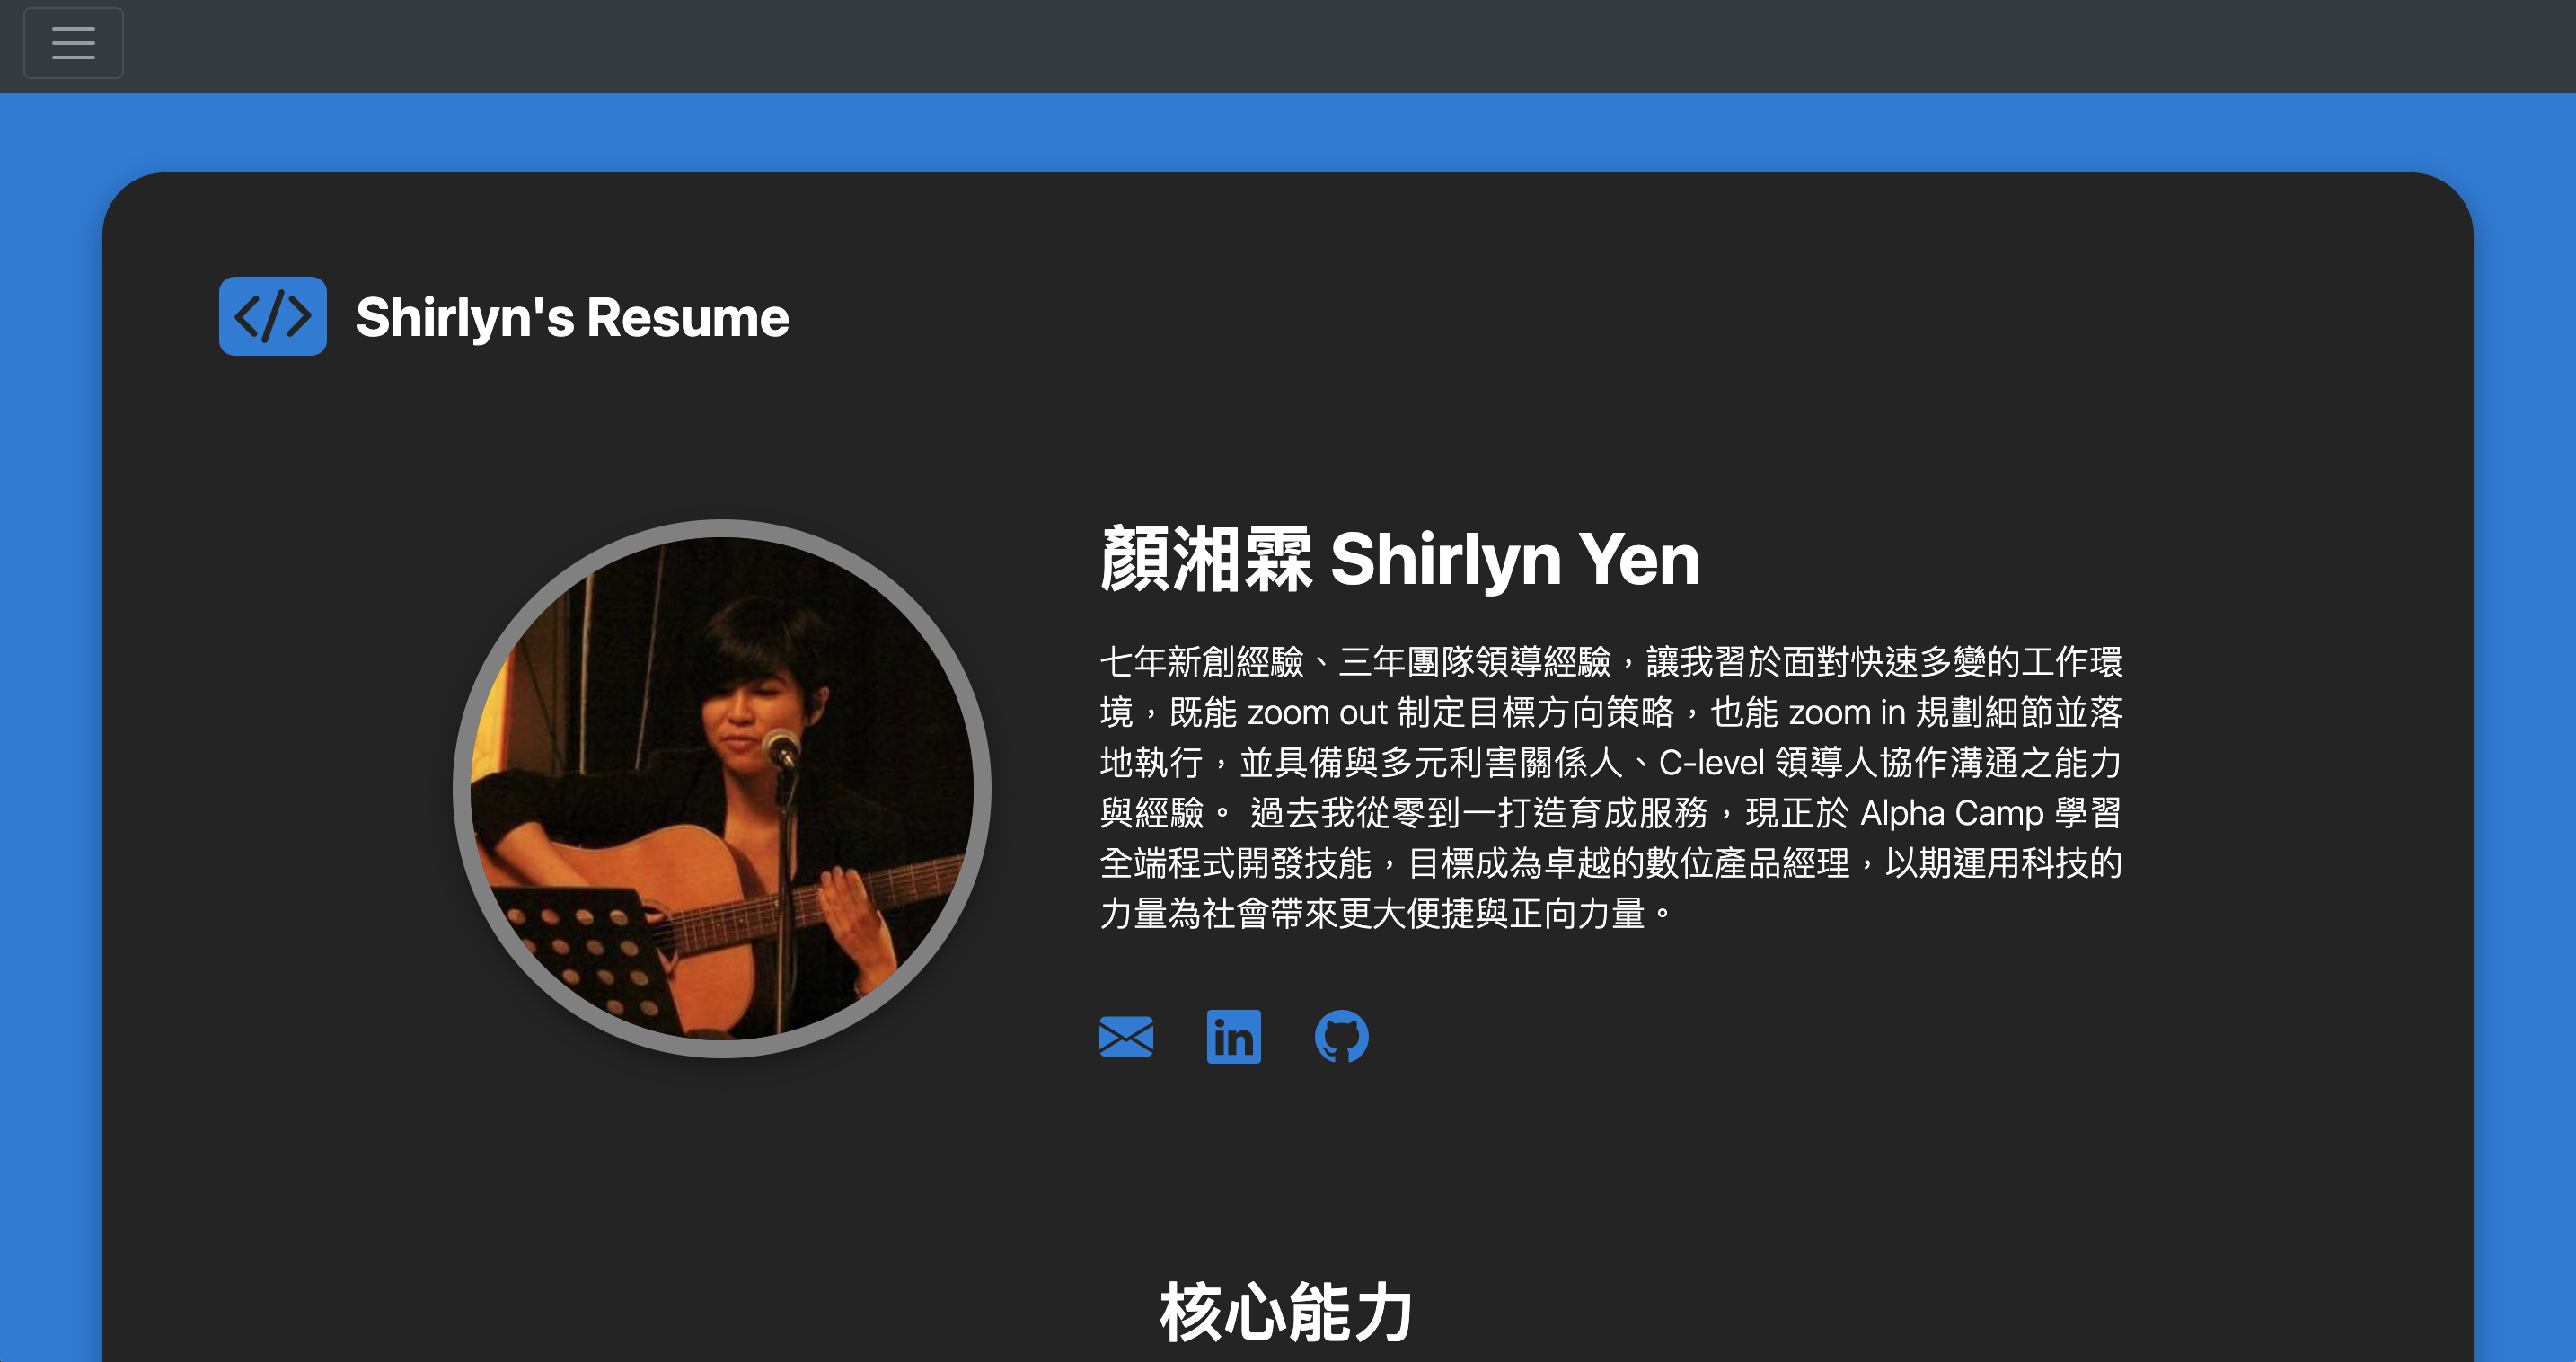 </> Shirlyn's Resume
顏湘霖 Shirlyn Yen
七年新創經驗、三年團隊領導經驗，讓我習於面對快速多變的工作環
境，既能 zoom out 制定目標方向策略，也能 zoom in 規劃細節並落
地執行，並具備與多元利害關係人、C-level 領導人協作溝通之能力
與經驗。 過去我從零到一打造育成服務，現正於 Alpha Camp 學習
全端程式開發技能，目標成為卓越的數位產品經理，以期運用科技的
力量為社會帶來更大便捷與正向力量。
in
核心能力